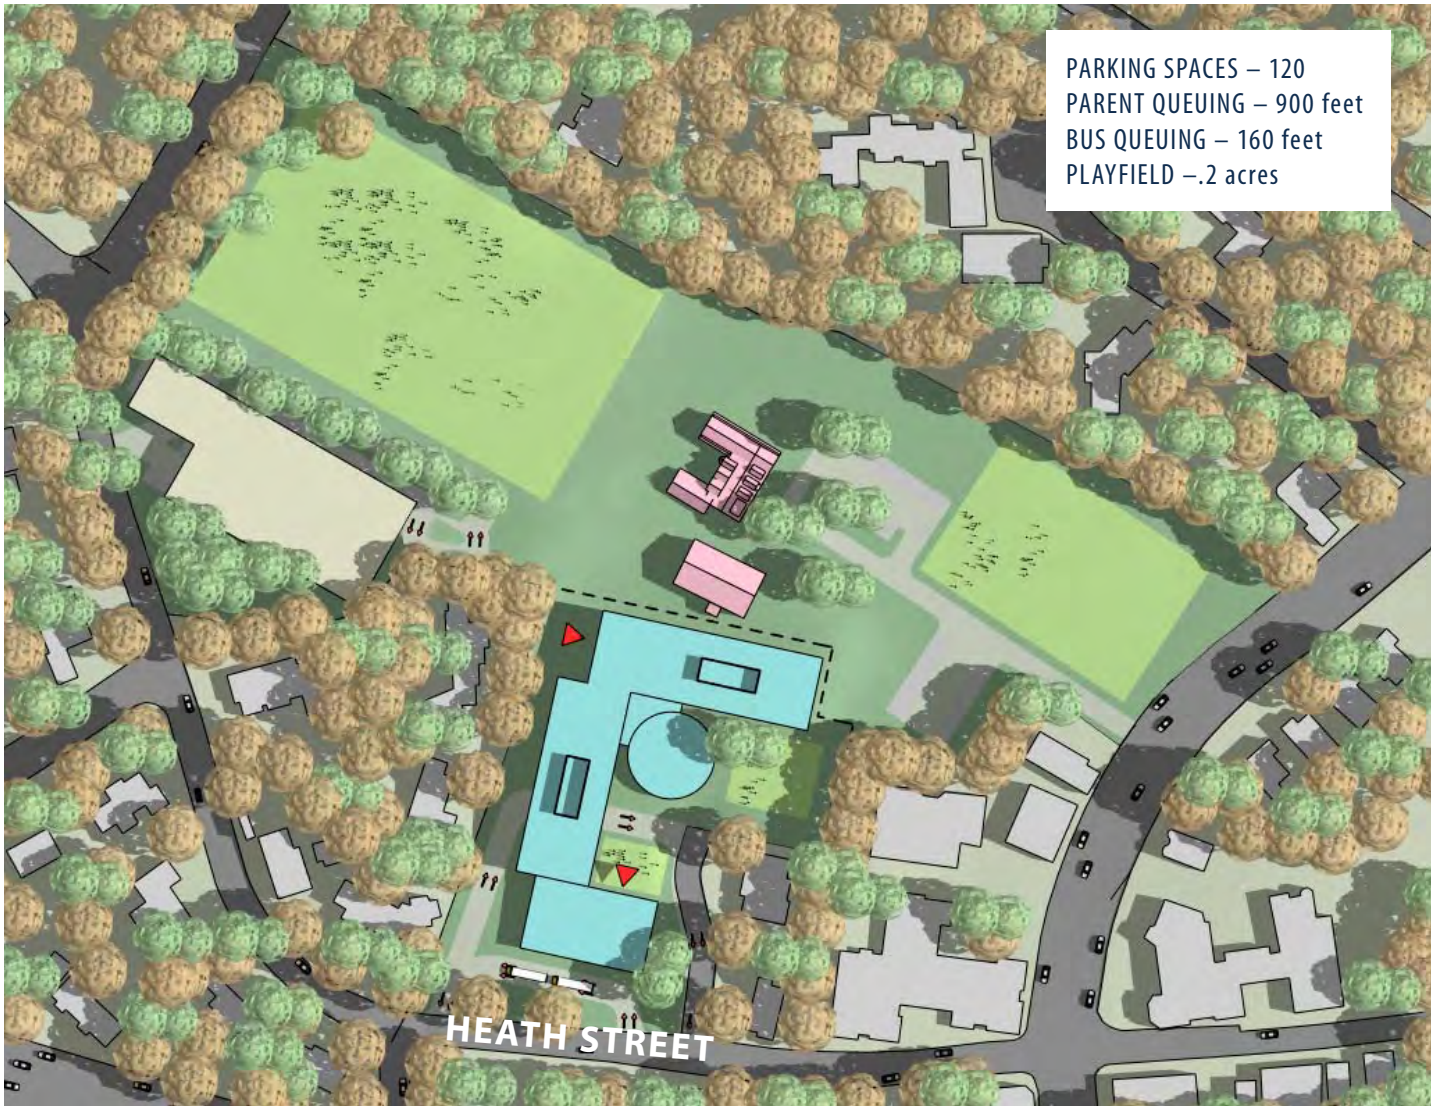 PARKING SPACES – 120
PARENT QUEUING – 900 feet
BUS QUEUING – 160 feet
PLAYFIELD –.2 acres
HEATH STREET